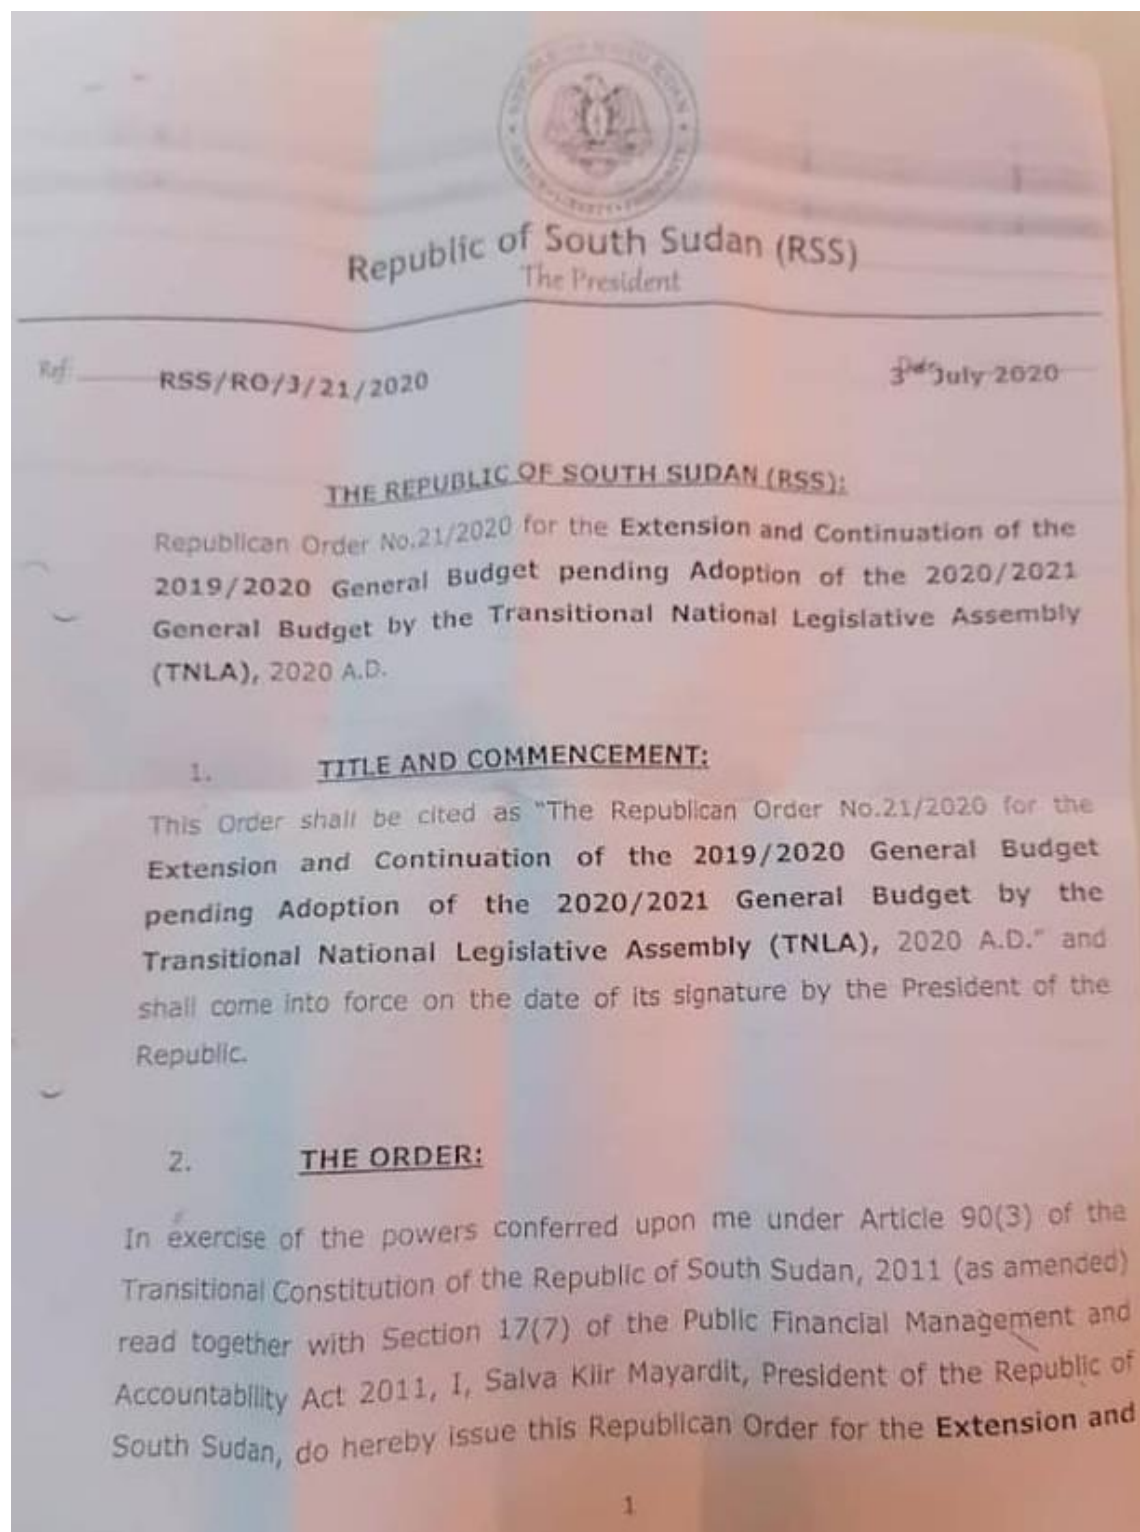 REPUBLIC OF SOUTH SUDAN
JUSTICE LIBERTY PROSPERITY
Republic of South Sudan (RSS)
The President
Ref: RSS/RO/J/21/2020 Date 3rd July 2020
THE REPUBLIC OF SOUTH SUDAN (RSS):
Republican Order No.21/2020 for the Extension and Continuation of the
2019/2020 General Budget pending Adoption of the 2020/2021
General Budget by the Transitional National Legislative Assembly
(TNLA), 2020 A.D.
1. TITLE AND COMMENCEMENT:
This Order shall be cited as "The Republican Order No.21/2020 for the
Extension and Continuation of the 2019/2020 General Budget
pending Adoption of the 2020/2021 General Budget by the
Transitional National Legislative Assembly (TNLA), 2020 A.D." and
shall come into force on the date of its signature by the President of the
Republic.
2. THE ORDER:
In exercise of the powers conferred upon me under Article 90(3) of the
Transitional Constitution of the Republic of South Sudan, 2011 (as amended)
read together with Section 17(7) of the Public Financial Management and
Accountability Act 2011, I, Salva Kiir Mayardit, President of the Republic of
South Sudan, do hereby issue this Republican Order for the Extension and
1